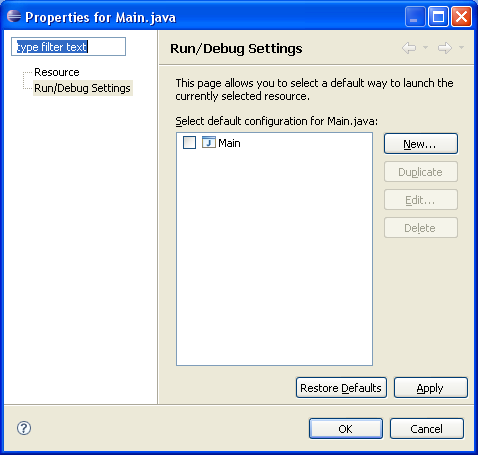 Properties for Main.java
type filter text
Resource
Run/Debug Settings
Run/Debug Settings
This page allows you to select a default way to launch the
currently selected resource.
Select default configuration for Main.java:
Main
New...
Duplicate
Edit...
Delete
Restore Defaults
Apply
OK
Cancel